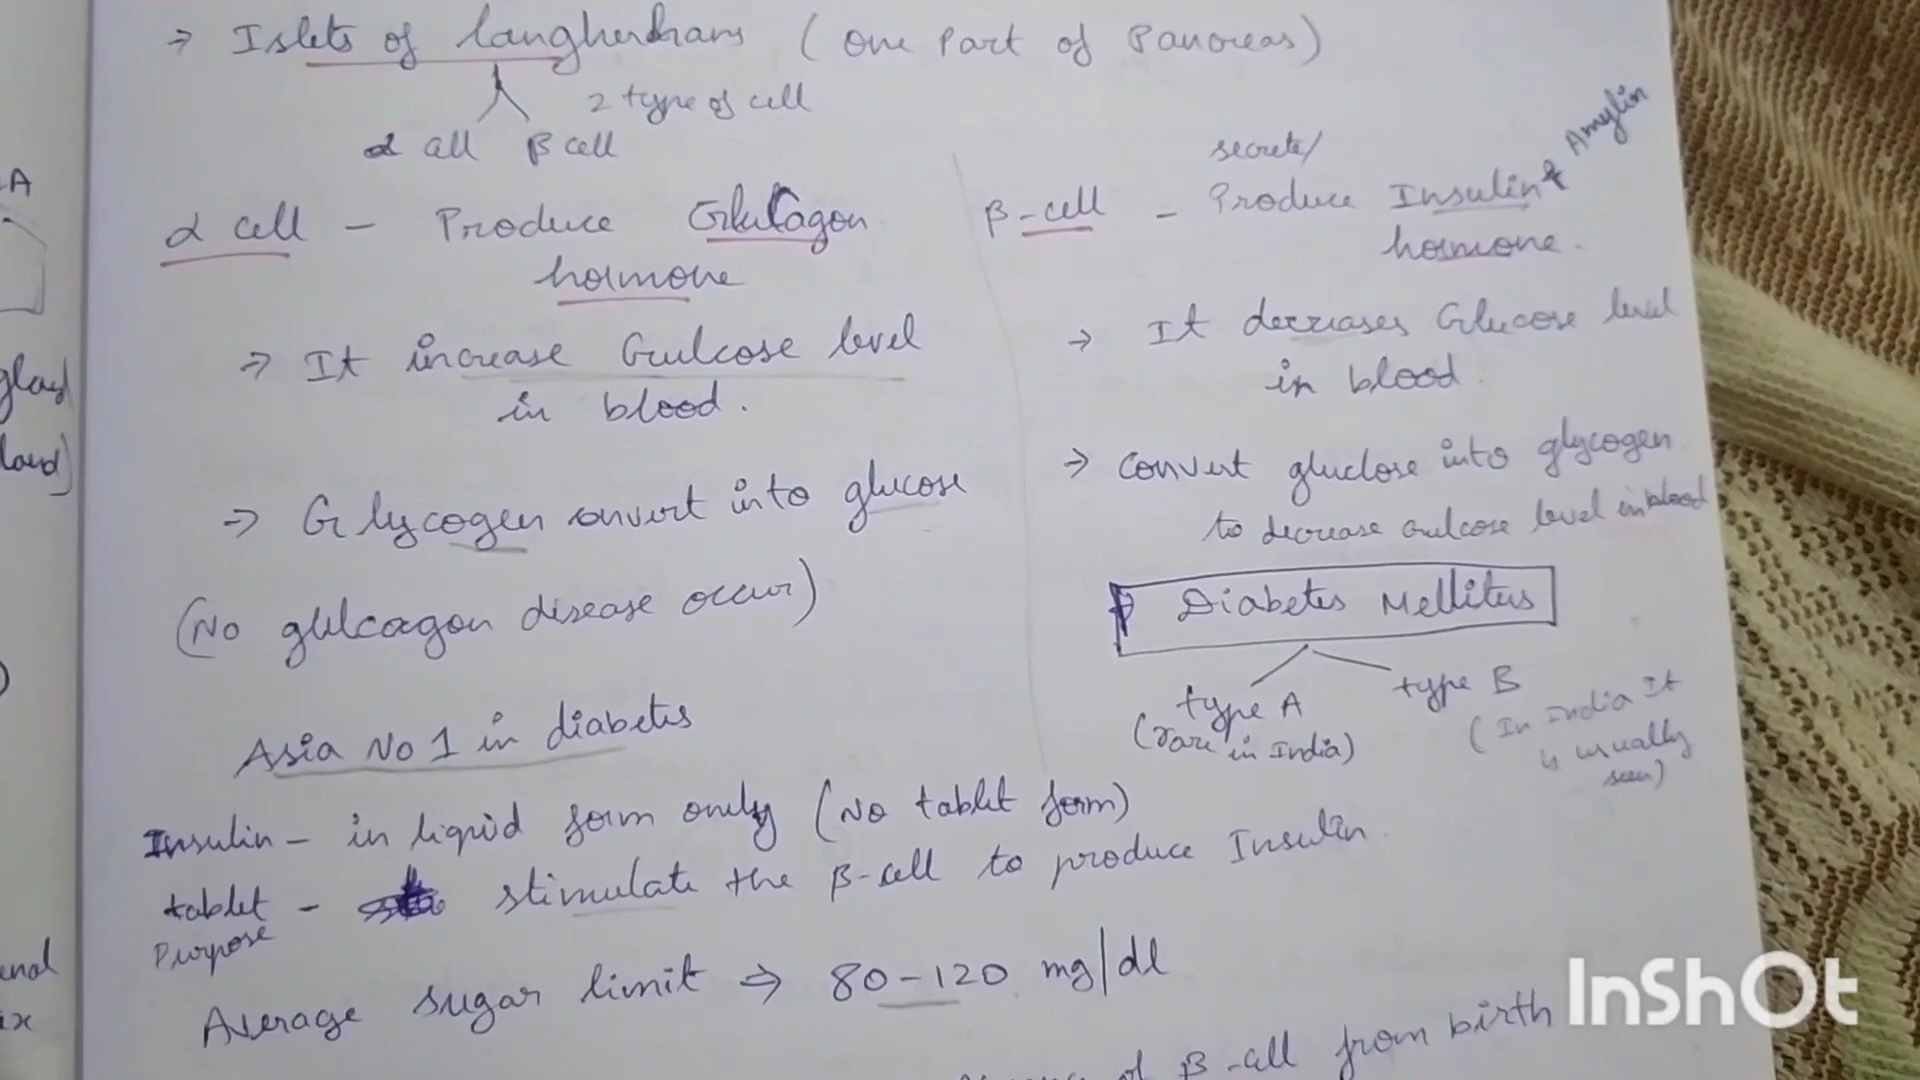 → Islets of langherhans (one part of Pancreas)
2 type of cell
α cell β cell
α cell - Produce Glucagon
hormone
→ It increase Gulcose level
in blood.
→ Glycogen convert into glucose
(No glulcagon disease occur)
secrete/
β-cell - Produce Insulin & Amylin
hormone.
→ It decreases Glucose level
in blood.
→ Convert gluclose into glycogen
to decrease gulcose level in blood
Diabetes Mellitus
type A
(rare in India)
type B
(In India It
is usually
seen)
Asia No 1 in diabetes
Insulin - in liquid form only (No tablet form)
tablet - stimulate the β-cell to produce Insulin.
Purpose
Average sugar limit → 80-120 mg/dl
of β-cell from birth
A
gland
land)
InShOt